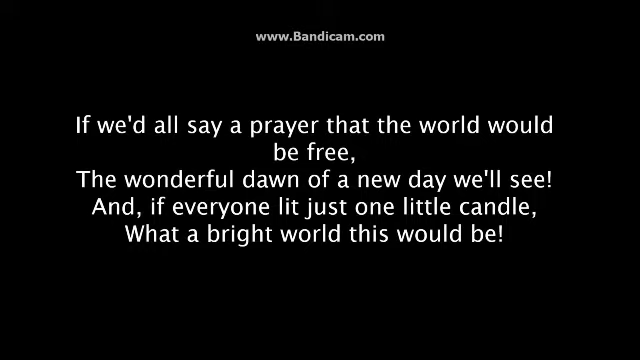 www.Bandicam.com
If we'd all say a prayer that the world would
be free,
The wonderful dawn of a new day we'll see!
And, if everyone lit just one little candle,
What a bright world this would be!